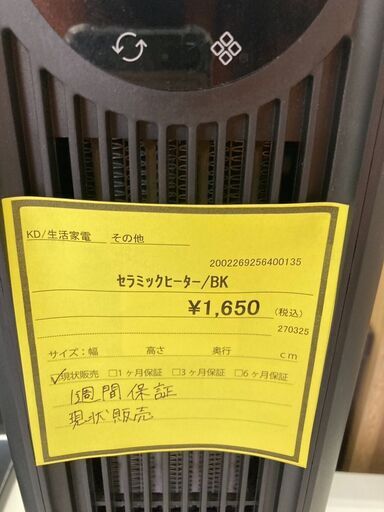 KD/生活家電 その他
2002269256400135
ｾﾗﾐｯｸﾋｰﾀｰ/BK
¥1,650 (税込)
270325
サイズ:幅 高さ 奥行 cm
☑現状販売 □1ヶ月保証 □3ヶ月保証 □6ヶ月保証
1週間保証
現状販売